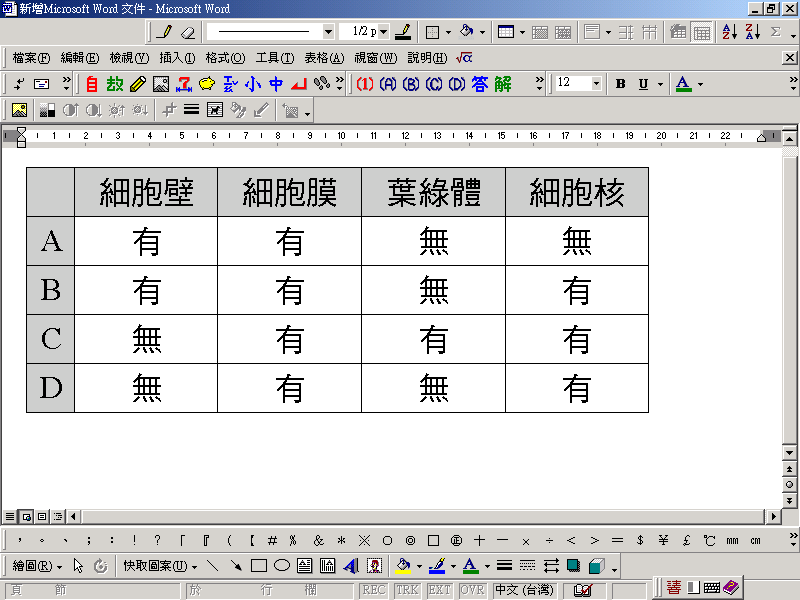 新增Microsoft Word 文件 - Microsoft Word
1/2 p
檔案(F) 編輯(E) 檢視(V) 插入(I) 格式(O) 工具(T) 表格(A) 視窗(W) 說明(H) √α
自 故 小 中 (1) (A) (B) (C) (D) 答 解 12 B U A
1 2 3 4 5 6 7 8 9 10 11 12 13 14 15 16 17 18 19 20 21 22
細胞壁 細胞膜 葉綠體 細胞核
A 有 有 無 無
B 有 有 無 有
C 無 有 有 有
D 無 有 無 有
， 。 、 ； ： ！ ？ 「 『 （ 【 # % & * ※ ○ ◎ □ ㊣ ＋ － × ÷ ＜ ＞ ＝ $ ¥ £ ℃ ㎜ ㎝
繪圖(R) 快取圖案(U)
頁 節 於 行 欄 REC TRK EXT OVR 中文 (台灣)